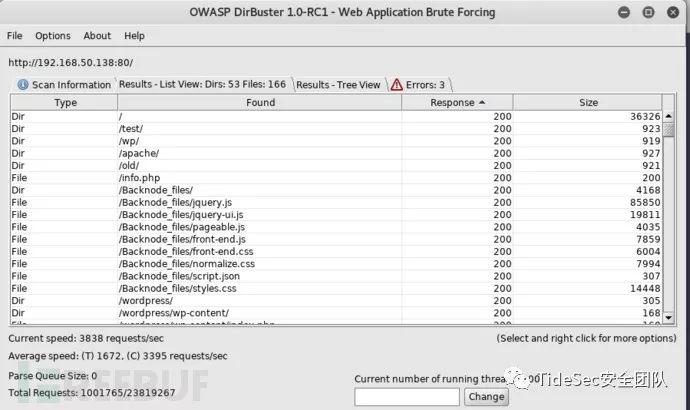 OWASP DirBuster 1.0-RC1 - Web Application Brute Forcing
File Options About Help
http://192.168.50.138:80/
Scan Information Results - List View: Dirs: 53 Files: 166 Results - Tree View Errors: 3
Type Found Response Size
Dir / 200 36326
Dir /test/ 200 923
Dir /wp/ 200 919
Dir /apache/ 200 927
Dir /old/ 200 921
File /info.php 200 200
Dir /Backnode_files/ 200 4168
File /Backnode_files/jquery.js 200 85850
File /Backnode_files/jquery-ui.js 200 19811
File /Backnode_files/pageable.js 200 4035
File /Backnode_files/front-end.js 200 7859
File /Backnode_files/front-end.css 200 6004
File /Backnode_files/normalize.css 200 7994
File /Backnode_files/script.json 200 307
File /Backnode_files/styles.css 200 14448
Dir /wordpress/ 200 305
Dir /wordpress/wp-content/ 200 168
File /wordpress/wp-content/index.php 200
Current speed: 3838 requests/sec (Select and right click for more options)
Average speed: (T) 1672, (C) 3395 requests/sec
Parse Queue Size: 0
Total Requests: 1001765/23819267
Current number of running
TideSec安全团队
Change
REEBUF